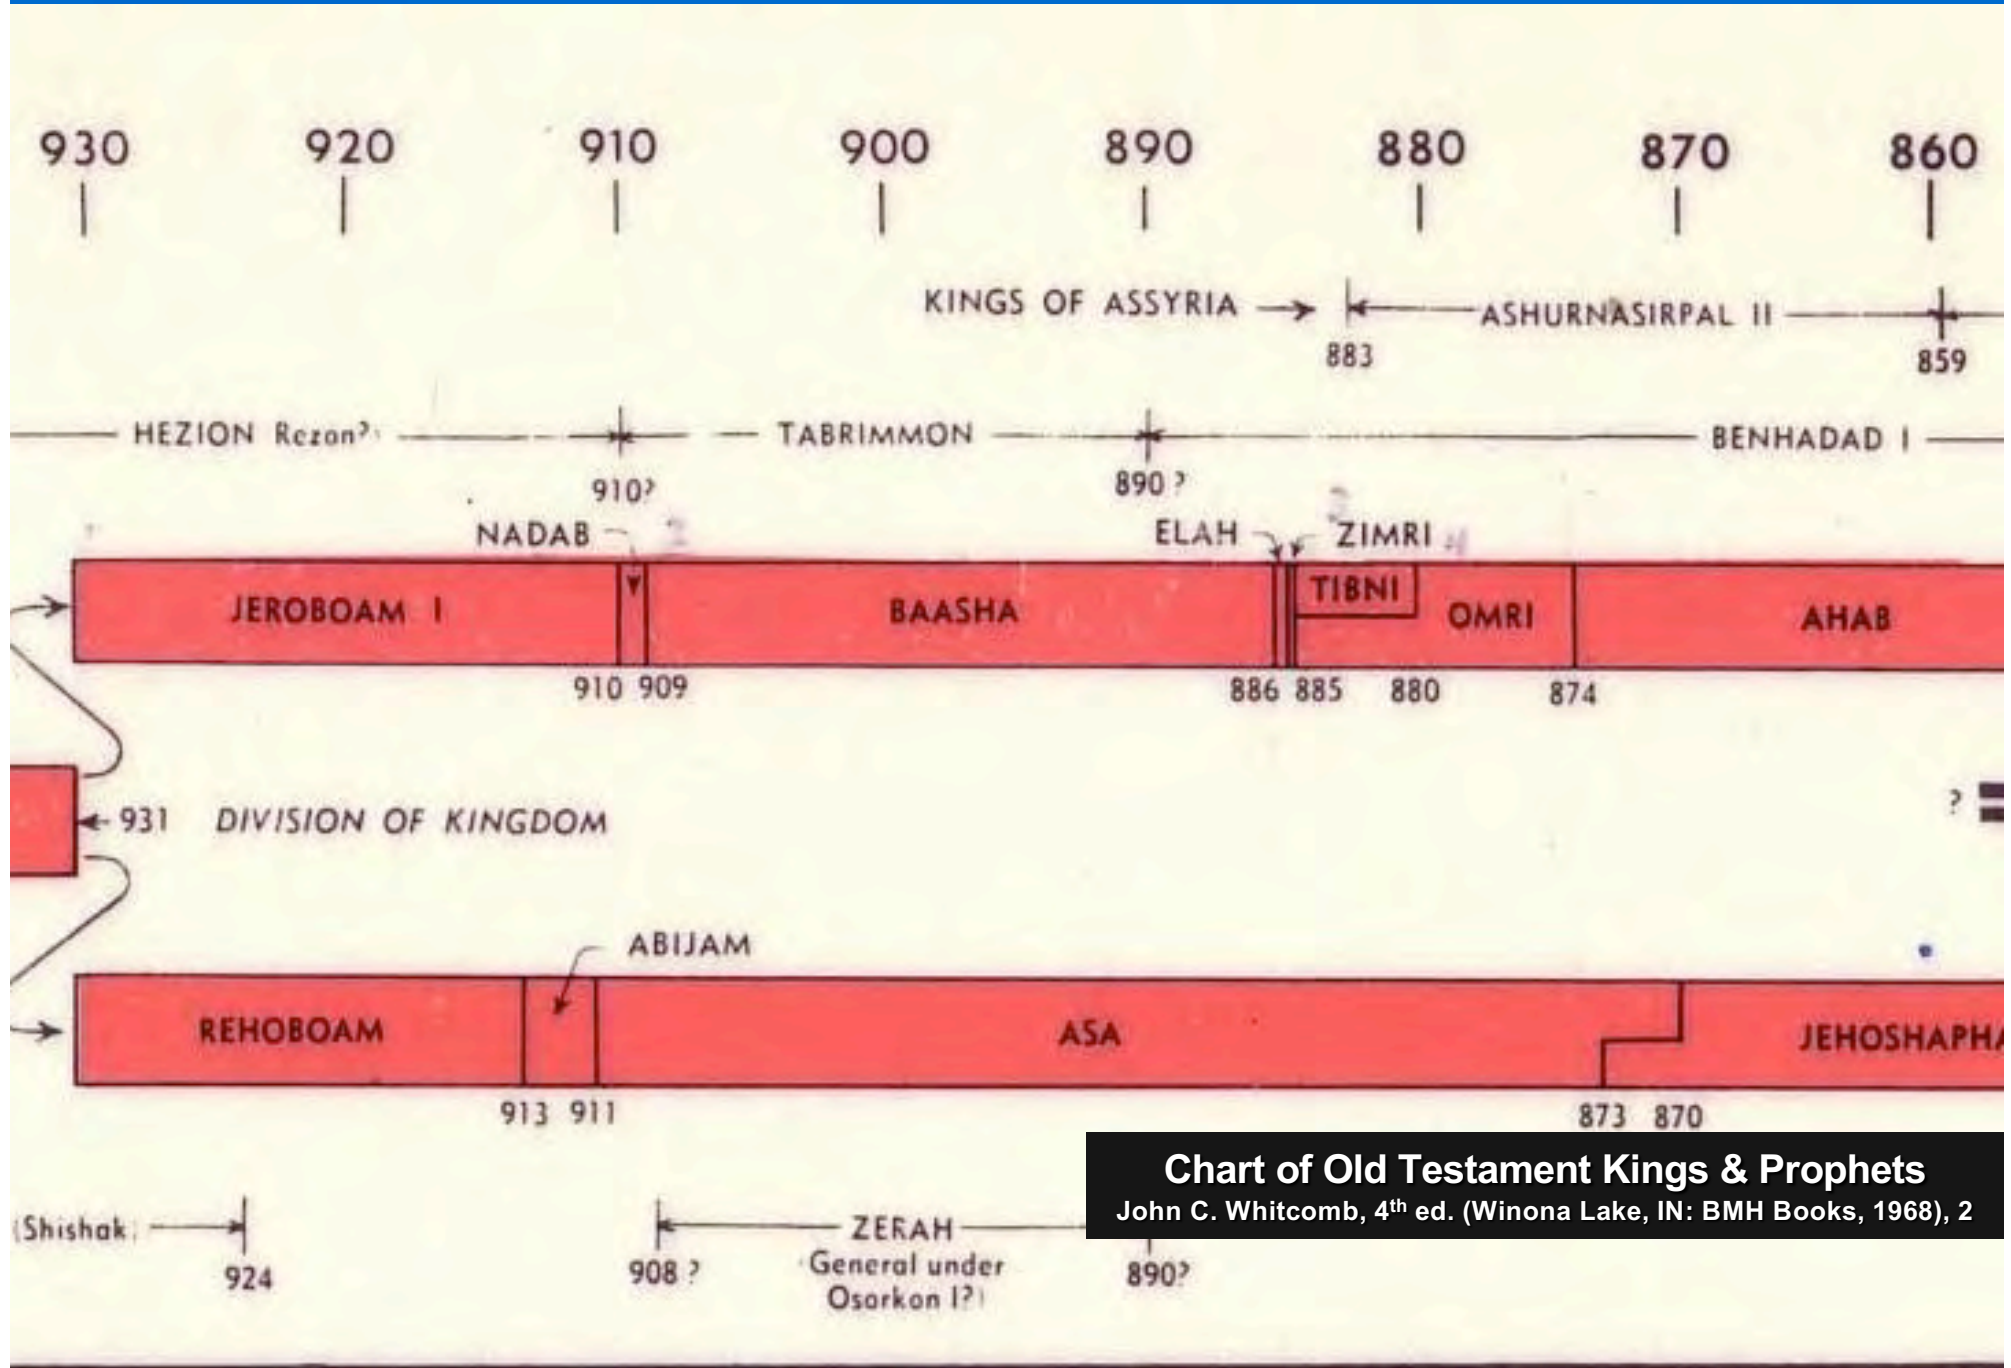 930 920 910 900 890 880 870 860
KINGS OF ASSYRIA ASHURNASIRPAL II
883 859
HEZION Rezon? TABRIMMON BENHADAD I
910? 890 ?
NADAB ELAH ZIMRI
JEROBOAM I BAASHA TIBNI OMRI AHAB
910 909 886 885 880 874
931 DIVISION OF KINGDOM ?
ABIJAM
REHOBOAM ASA JEHOSHAPHA
913 911 873 870
Chart of Old Testament Kings & Prophets
John C. Whitcomb, 4th ed. (Winona Lake, IN: BMH Books, 1968), 2
(Shishak) ZERAH
924 908 ? General under 890?
Osorkon I?)